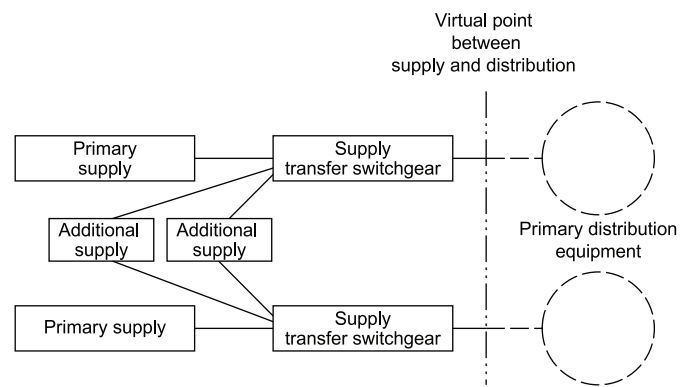 Virtual point
between
supply and distribution
Primary
supply
Supply
transfer switchgear
Additional
supply
Additional
supply
Primary distribution
equipment
Primary supply
Supply
transfer switchgear